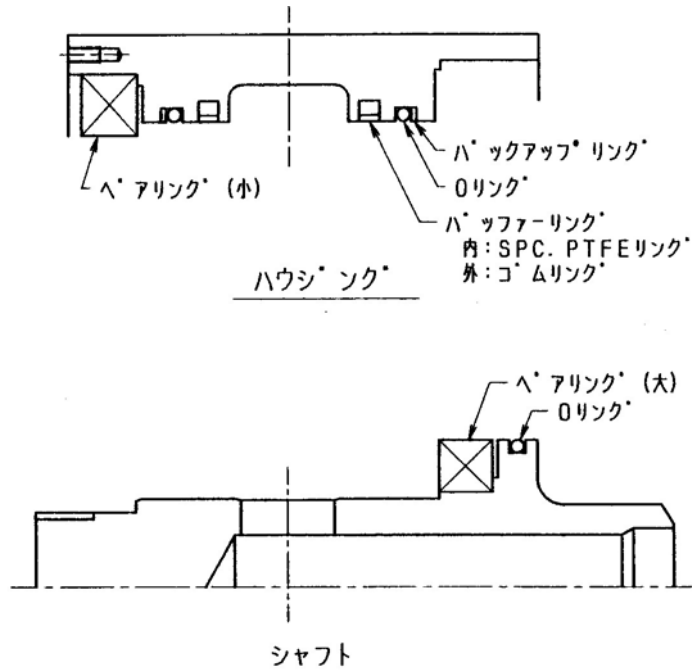 バックアップリング
Oリング
ベアリング (小)
バッファーリング
内:SPC. PTFEリング
外:ゴムリング
ハウジング
ベアリング (大)
Oリング
シャフト